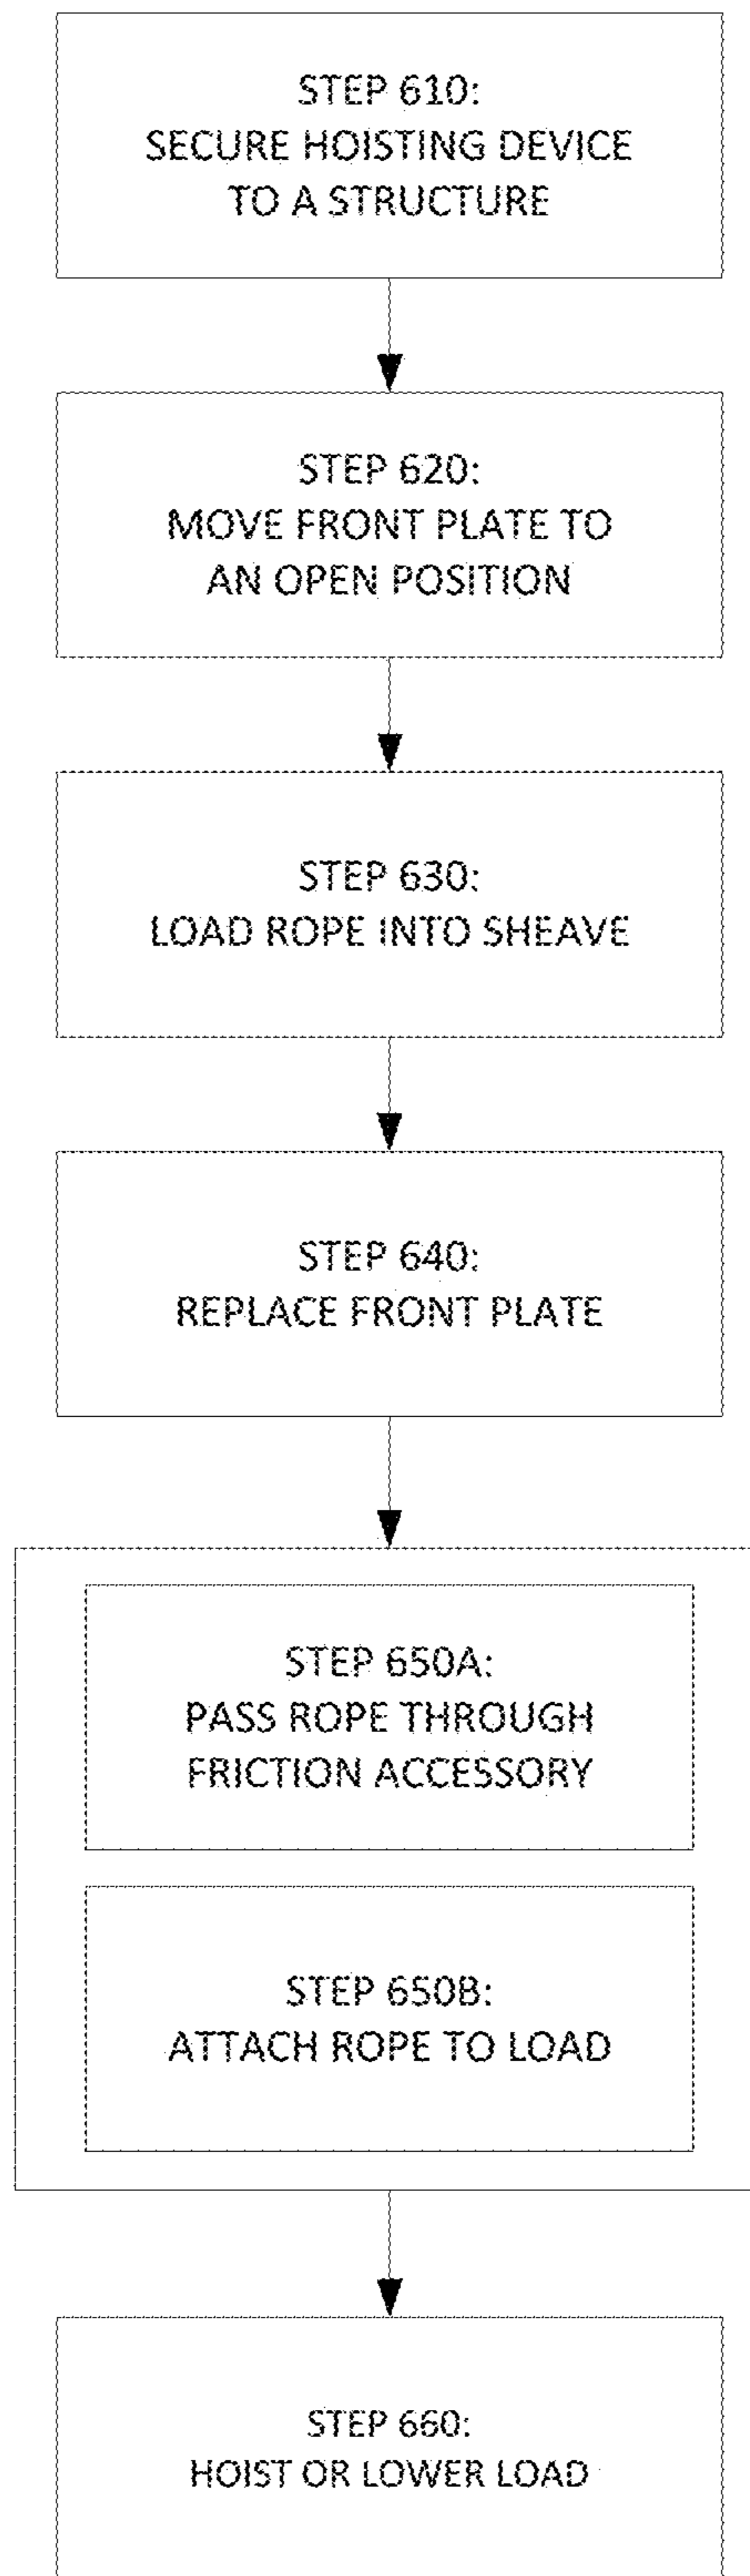 STEP 610:
SECURE HOISTING DEVICE
TO A STRUCTURE
STEP 620:
MOVE FRONT PLATE TO
AN OPEN POSITION
STEP 630:
LOAD ROPE INTO SHEAVE
STEP 640:
REPLACE FRONT PLATE
STEP 650A:
PASS ROPE THROUGH
FRICTION ACCESSORY
STEP 650B:
ATTACH ROPE TO LOAD
STEP 660:
HOIST OR LOWER LOAD